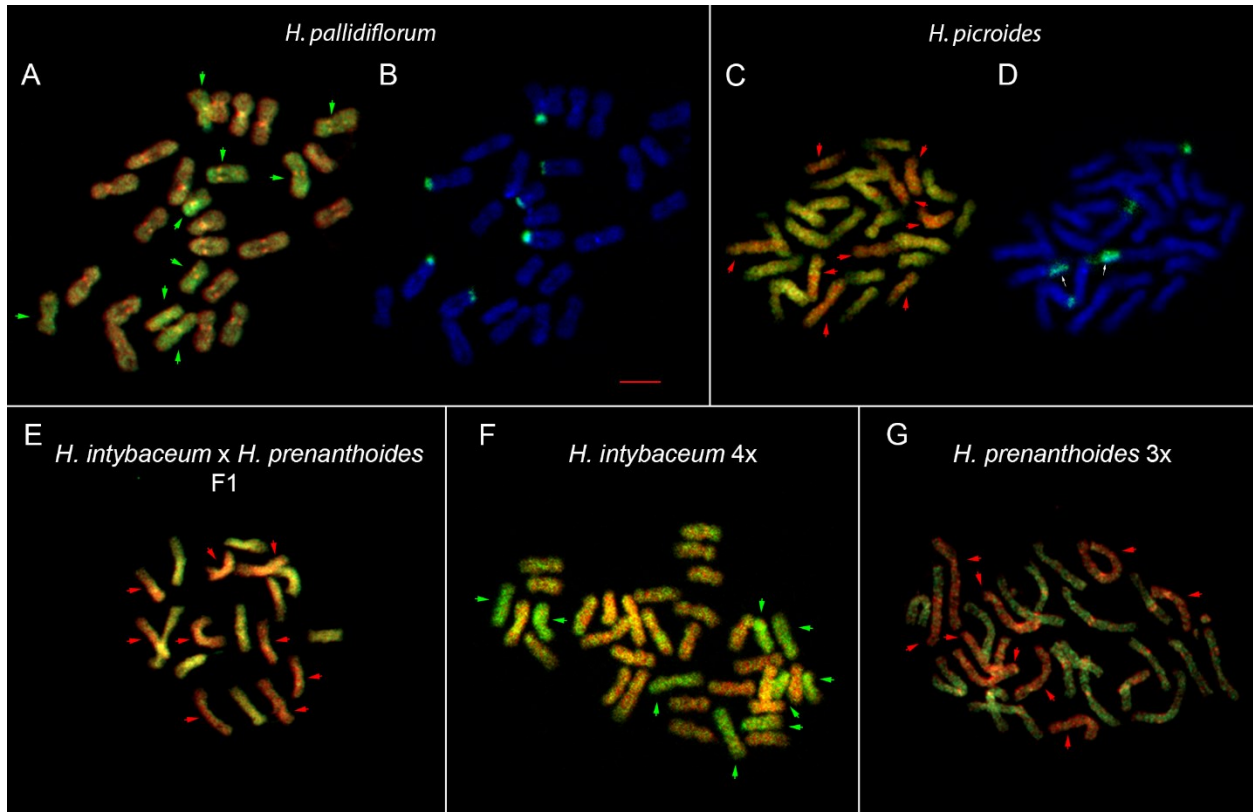 H. pallidiflorum
H. picroides
A
B
C
D
E
H. intybaceum x H. prenanthoides
F1
F
H. intybaceum 4x
G
H. prenanthoides 3x